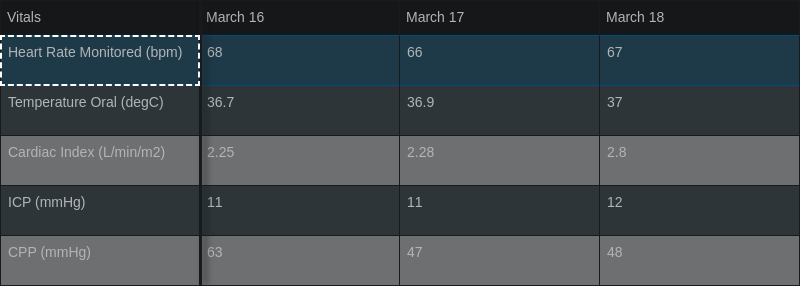 Vitals March 16 March 17 March 18
Heart Rate Monitored (bpm) 68 66 67
Temperature Oral (degC) 36.7 36.9 37
Cardiac Index (L/min/m2) 2.25 2.28 2.8
ICP (mmHg) 11 11 12
CPP (mmHg) 63 47 48